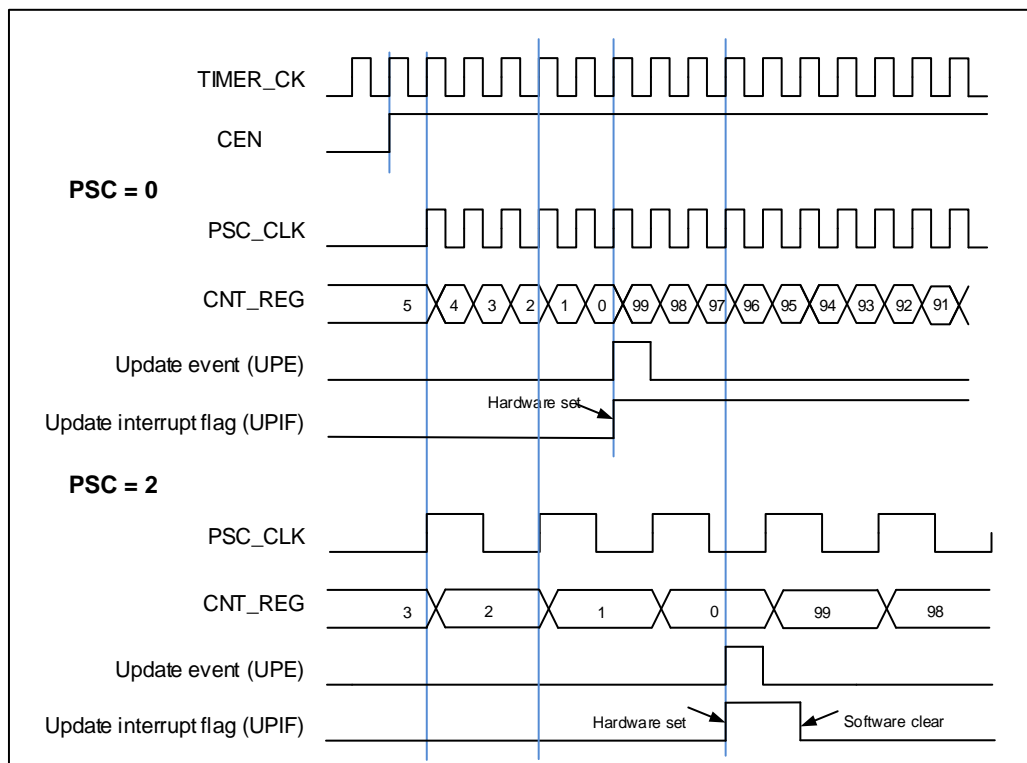 TIMER_CK
CEN
PSC = 0
PSC_CLK
CNT_REG 5 4 3 2 1 0 99 98 97 96 95 94 93 92 91
Update event (UPE)
Hardware set
Update interrupt flag (UPIF)
PSC = 2
PSC_CLK
CNT_REG 3 2 1 0 99 98
Update event (UPE)
Update interrupt flag (UPIF) Hardware set Software clear